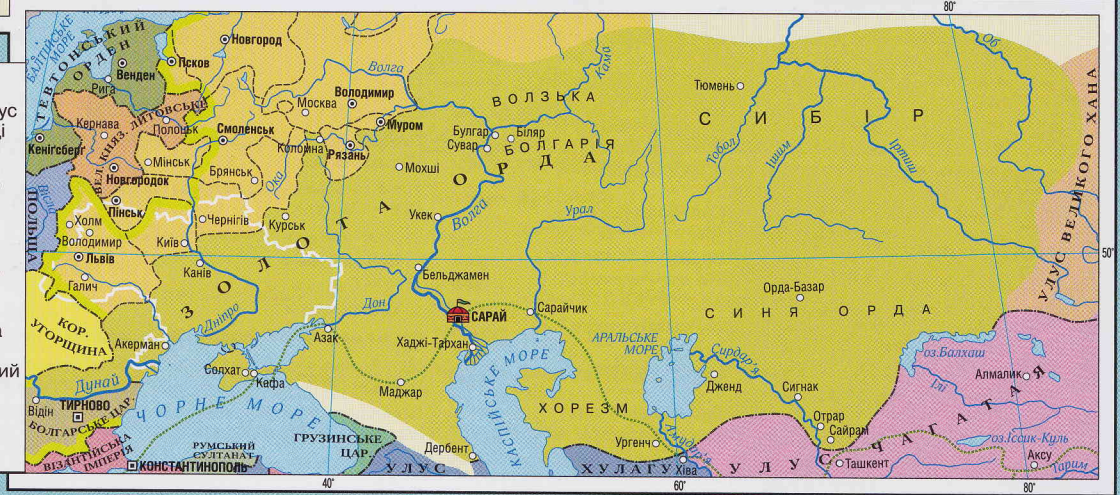 80°
БАЛТІЙСЬКЕ МОРЕ
ТЕВТОНСЬКИЙ ОРДЕН
Новгород
Псков
Венден
Рига
Волга
Кама
Об
Тюмень
ВОЛЗЬКА БОЛГАРІЯ
СИБІР
Володимир
Москва
Муром
Кернава
ВЕЛ. КНЯЗ. ЛИТОВСЬКЕ
Полоцьк
Смоленськ
Коломна
Рязань
Булгар
Біляр
Сувар
Кенігсберг
Мінськ
Мохші
Тобол
Ішим
Іртиш
Новгородок
Брянськ
Ока
ЗОЛОТА ОРДА
УЛУС ВЕЛИКОГО ХАНА
ПОЛЬЩА
Вісла
Пінськ
Холм
Чернігів
Курськ
Укек
Волга
Урал
Володимир
Київ
Львів
50°
Галич
Канів
Бельджамен
Орда-Базар
КОР. УГОРЩИНА
Дніпро
Дон
САРАЙ
Сарайчик
СИНЯ ОРДА
Акерман
Азак
Хаджі-Тархан
АРАЛЬСЬКЕ МОРЕ
Сирдар'я
оз.Балхаш
Дунай
Солхат
Кафа
Маджар
КАСПІЙСЬКЕ МОРЕ
Дженд
Сигнак
Ілі
Алмалик
Відін
ТИРНОВО
БОЛГАРСЬКЕ ЦАР.
ЧОРНЕ МОРЕ
ХОРЕЗМ
Отрар
Сайрам
оз.Іссик-Куль
ВІЗАНТІЙСЬКА ІМПЕРІЯ
КОНСТАНТИНОПОЛЬ
РУМСЬКИЙ СУЛТАНАТ
ГРУЗИНСЬКЕ ЦАР.
Дербент
Ургенч
Амудар'я
Хіва
УЛУС ХУЛАГУ
УЛУС ЧАГАТАЯ
Ташкент
Аксу
Тарим
40°
60°
80°